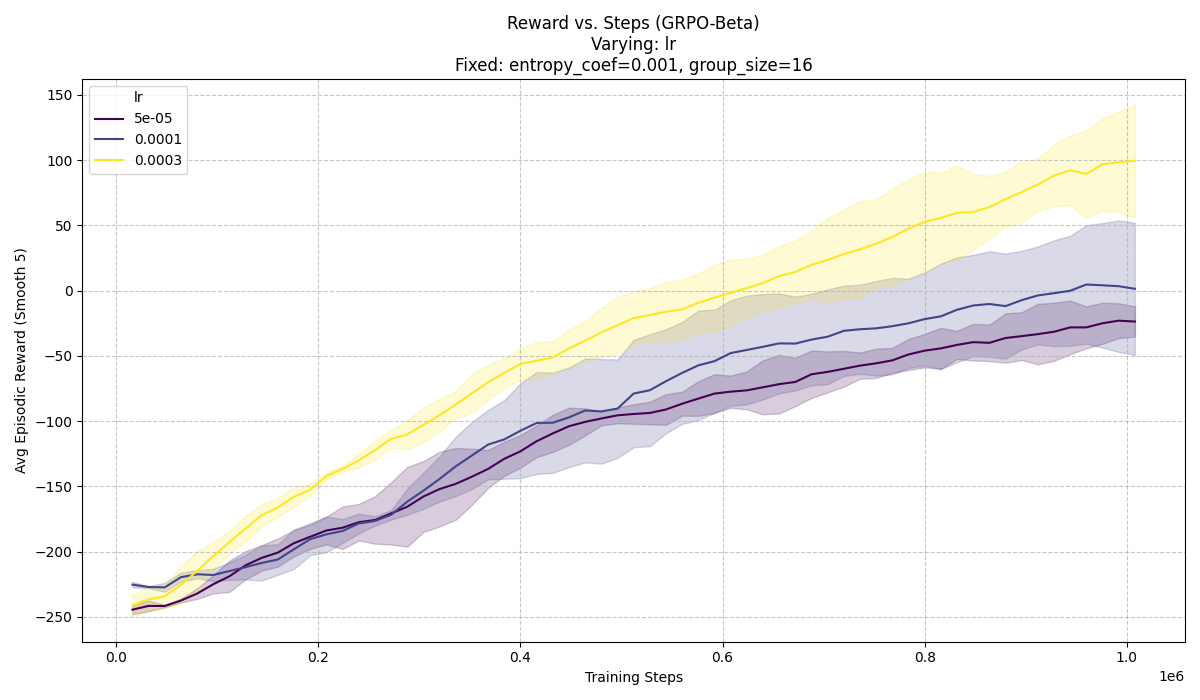 Reward vs. Steps (GRPO-Beta)
Varying: lr
Fixed: entropy_coef=0.001, group_size=16
lr
5e-05
0.0001
0.0003
Avg Episodic Reward (Smooth 5)
150
100
50
0
−50
−100
−150
−200
−250
0.0 0.2 0.4 0.6 0.8 1.0
1e6
Training Steps